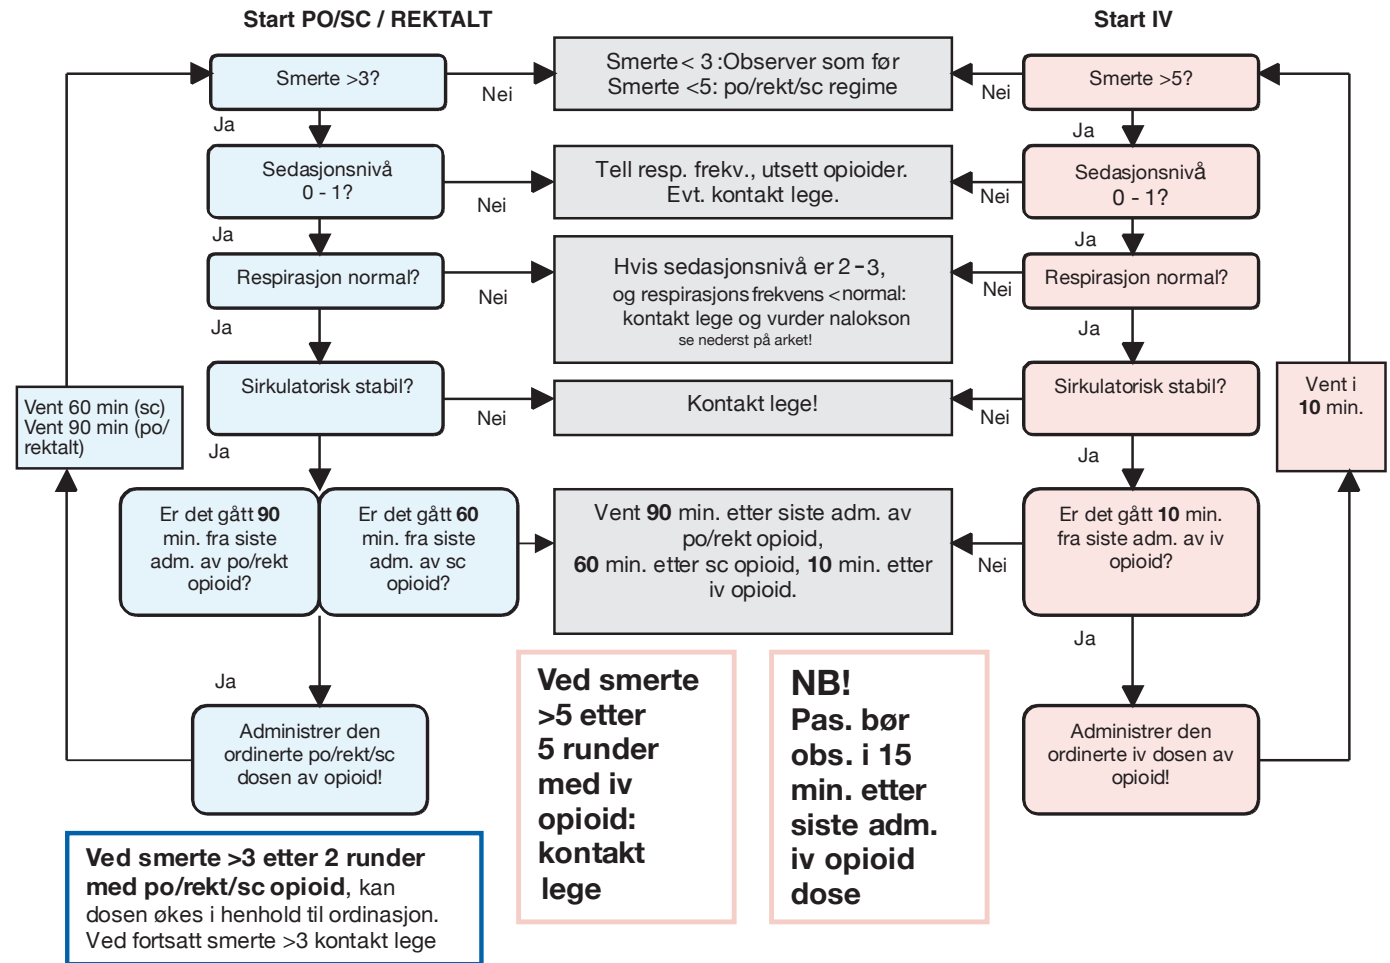 Start PO/SC / REKTALT
Start IV
Smerte >3?
Nei
Smerte < 3 :Observer som før
Smerte <5: po/rekt/sc regime
Nei
Smerte >5?
Ja
Ja
Sedasjonsnivå
0 - 1?
Nei
Tell resp. frekv., utsett opioider.
Evt. kontakt lege.
Nei
Sedasjonsnivå
0 - 1?
Ja
Ja
Respirasjon normal?
Nei
Hvis sedasjonsnivå er 2-3,
og respirasjons frekvens <normal:
kontakt lege og vurder nalokson
se nederst på arket!
Nei
Respirasjon normal?
Ja
Ja
Sirkulatorisk stabil?
Nei
Kontakt lege!
Nei
Sirkulatorisk stabil?
Vent 60 min (sc)
Vent 90 min (po/
rektalt)
Vent i
10 min.
Ja
Ja
Er det gått 90
min. fra siste
adm. av po/rekt
opioid?
Er det gått 60
min. fra siste
adm. av sc
opioid?
Vent 90 min. etter siste adm. av
po/rekt opioid,
60 min. etter sc opioid, 10 min. etter
iv opioid.
Nei
Er det gått 10 min.
fra siste adm. av iv
opioid?
Ja
Ja
Administrer den
ordinerte po/rekt/sc
dosen av opioid!
Ved smerte
>5 etter
5 runder
med iv
opioid:
kontakt
lege
NB!
Pas. bør
obs. i 15
min. etter
siste adm.
iv opioid
dose
Administrer den
ordinerte iv dosen av
opioid!
Ved smerte >3 etter 2 runder
med po/rekt/sc opioid, kan
dosen økes i henhold til ordinasjon.
Ved fortsatt smerte >3 kontakt lege